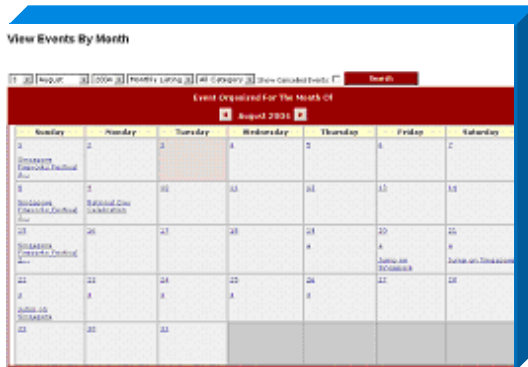 View Events By Month
August 2004 Monthly Listing All Category Show Canceled Events: Search
Event Organized For The Month Of
August 2004
Sunday Monday Tuesday Wednesday Thursday Friday Saturday
1 2 3 4 5 6 7
Singapore
Fireworks Festival
8 9 10 11 12 13 14
Singapore National Day
Fireworks Festival Celebration
15 16 17 18 19 20 21
Singapore
Fireworks Festival Jump on Jump on Singapore
Singapore
22 23 24 25 26 27 28
Jump on
Singapore
29 30 31